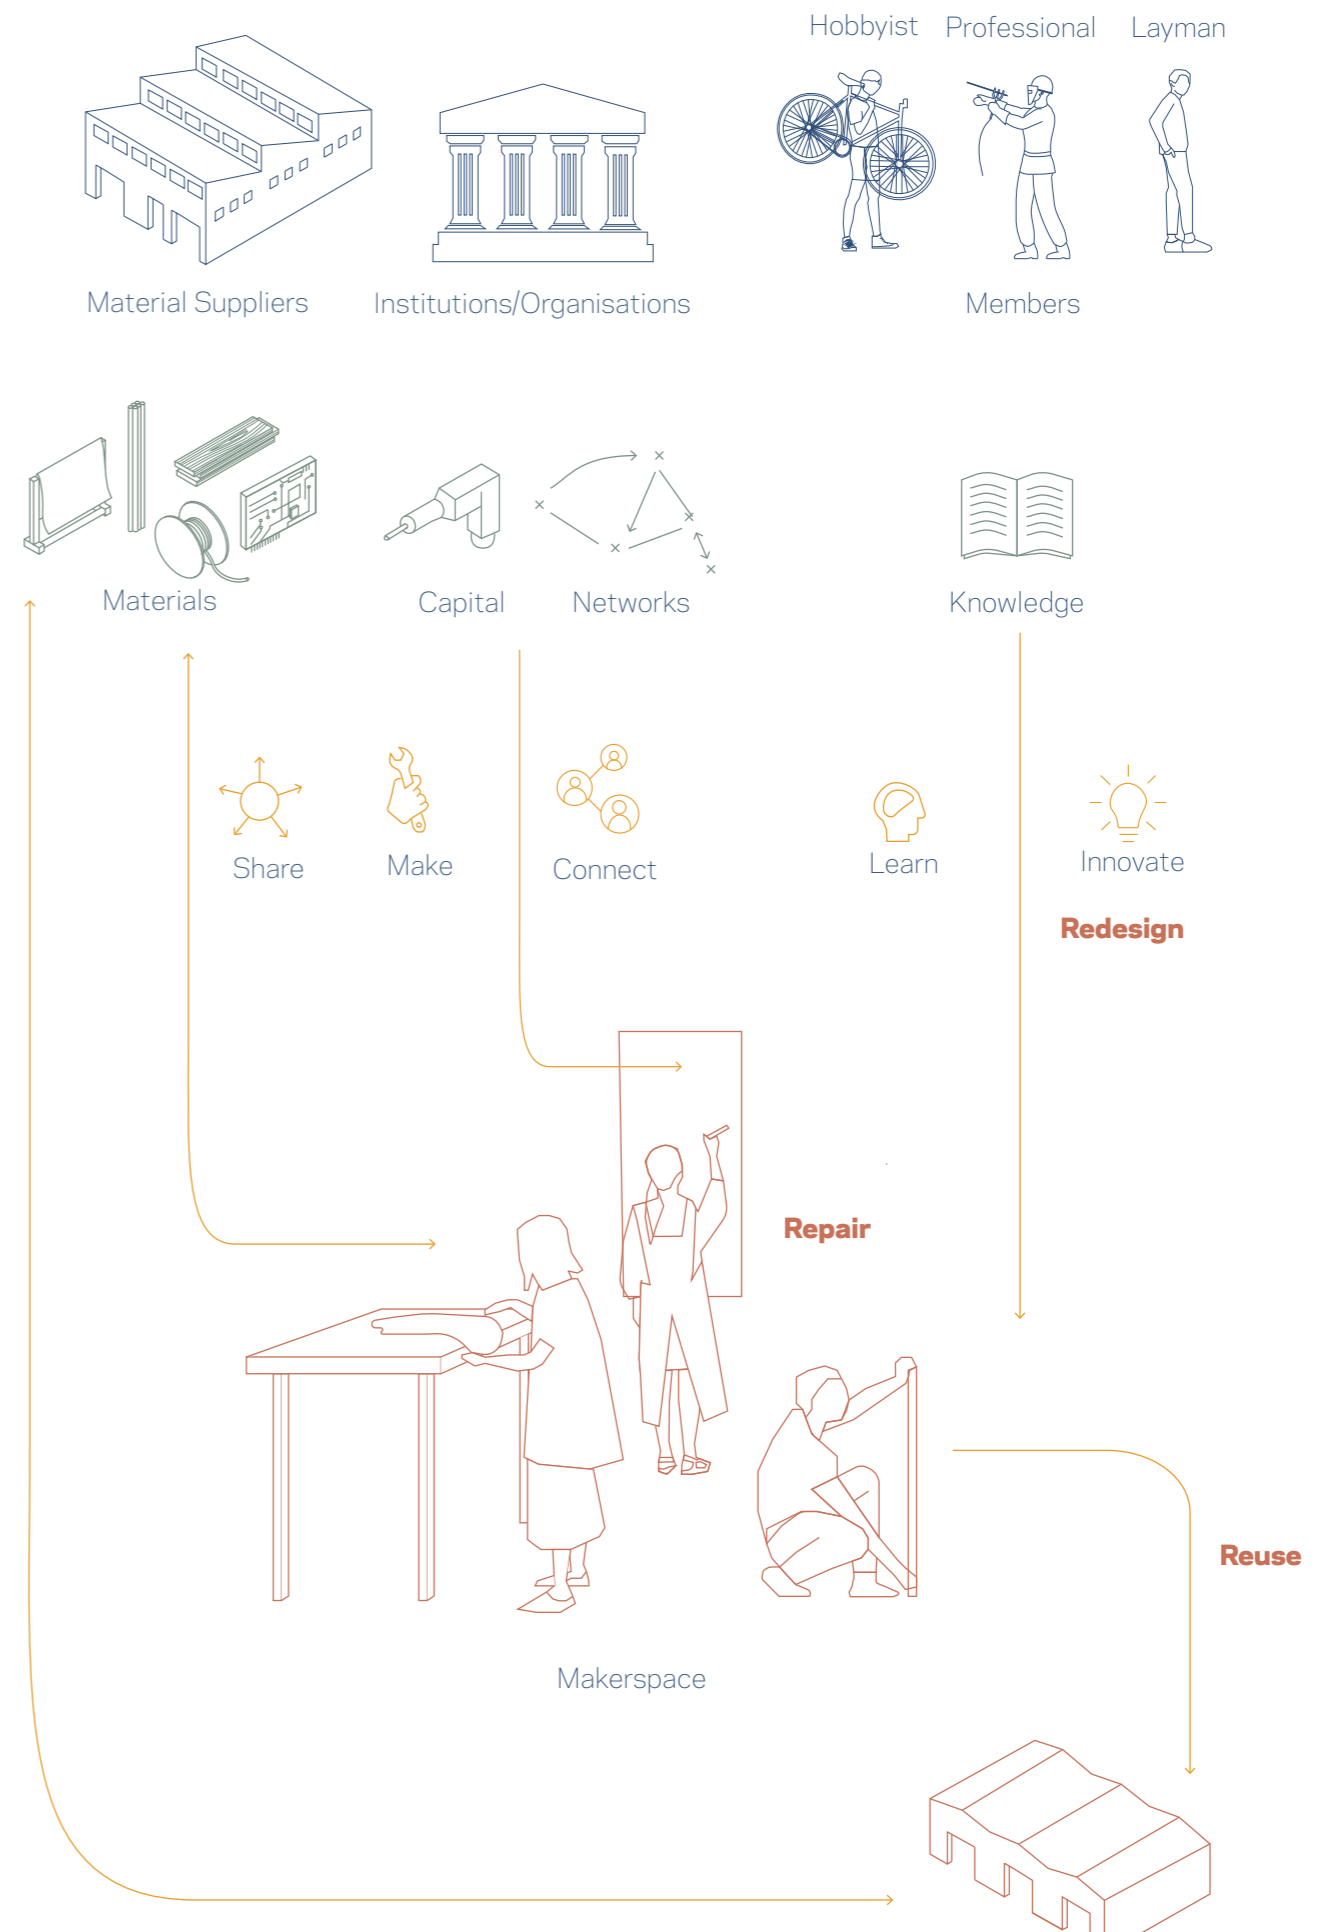 Hobbyist
Professional
Layman
Material Suppliers
Institutions/Organisations
Members
Materials
Capital
Networks
Knowledge
Share
Make
Connect
Learn
Innovate
Redesign
Repair
Reuse
Makerspace